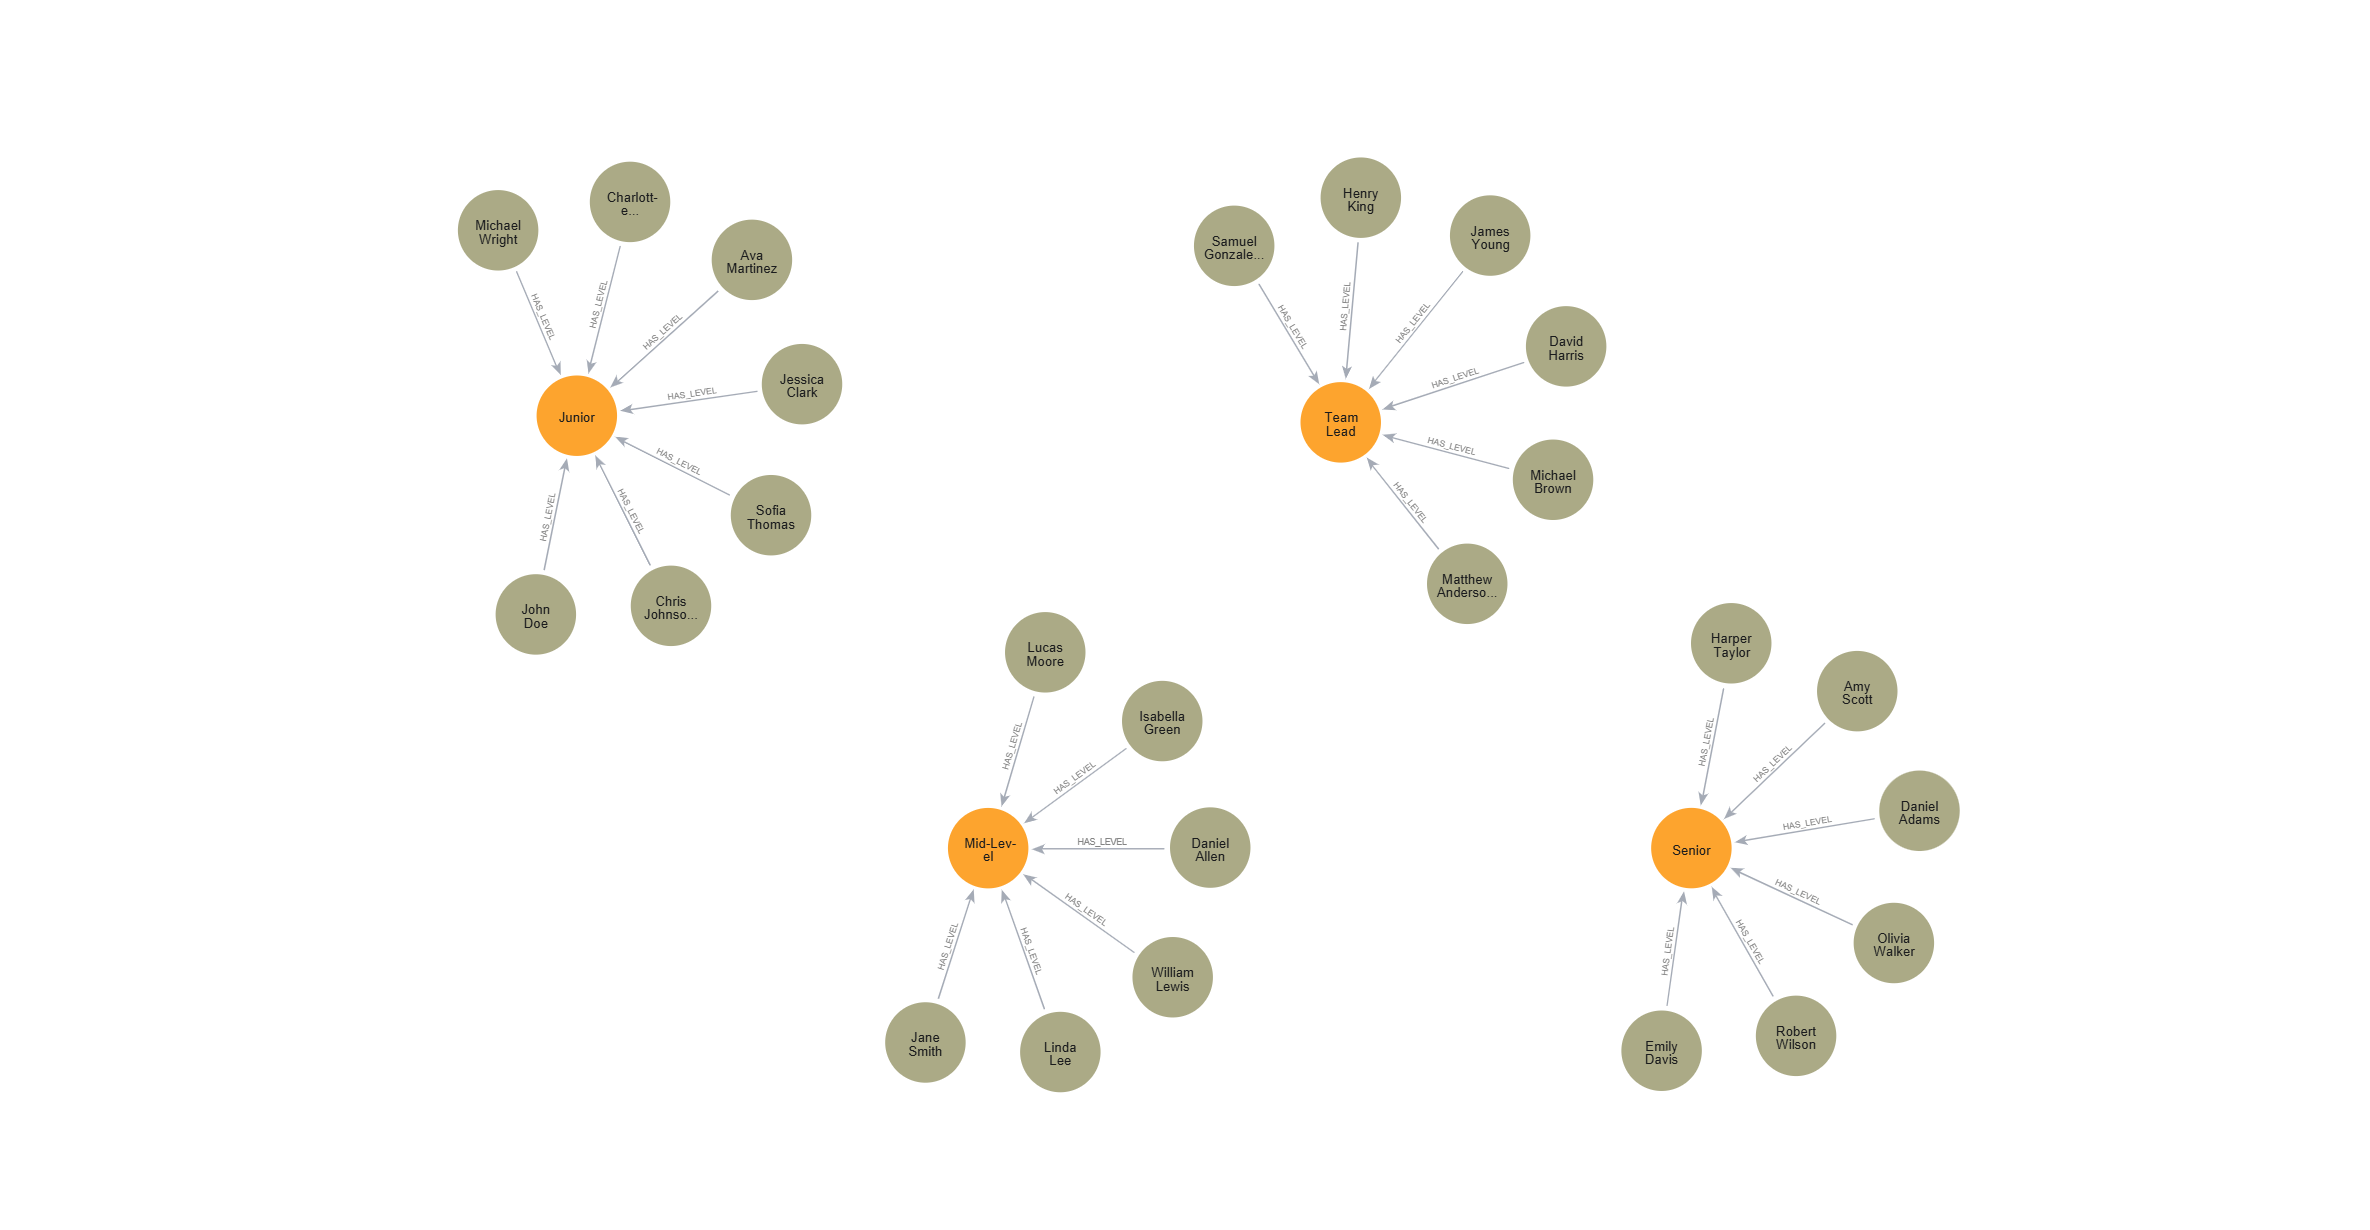 Michael
Wright
Charlott-
e...
Ava
Martinez
Jessica
Clark
Sofia
Thomas
Chris
Johnso...
John
Doe
Junior
HAS_LEVEL
HAS_LEVEL
HAS_LEVEL
HAS_LEVEL
HAS_LEVEL
HAS_LEVEL
HAS_LEVEL
Samuel
Gonzale...
Henry
King
James
Young
David
Harris
Michael
Brown
Matthew
Anderso...
Team
Lead
HAS_LEVEL
HAS_LEVEL
HAS_LEVEL
HAS_LEVEL
HAS_LEVEL
HAS_LEVEL
Lucas
Moore
Isabella
Green
Daniel
Allen
William
Lewis
Linda
Lee
Jane
Smith
Mid-Lev-
el
HAS_LEVEL
HAS_LEVEL
HAS_LEVEL
HAS_LEVEL
HAS_LEVEL
HAS_LEVEL
Harper
Taylor
Amy
Scott
Daniel
Adams
Olivia
Walker
Robert
Wilson
Emily
Davis
Senior
HAS_LEVEL
HAS_LEVEL
HAS_LEVEL
HAS_LEVEL
HAS_LEVEL
HAS_LEVEL